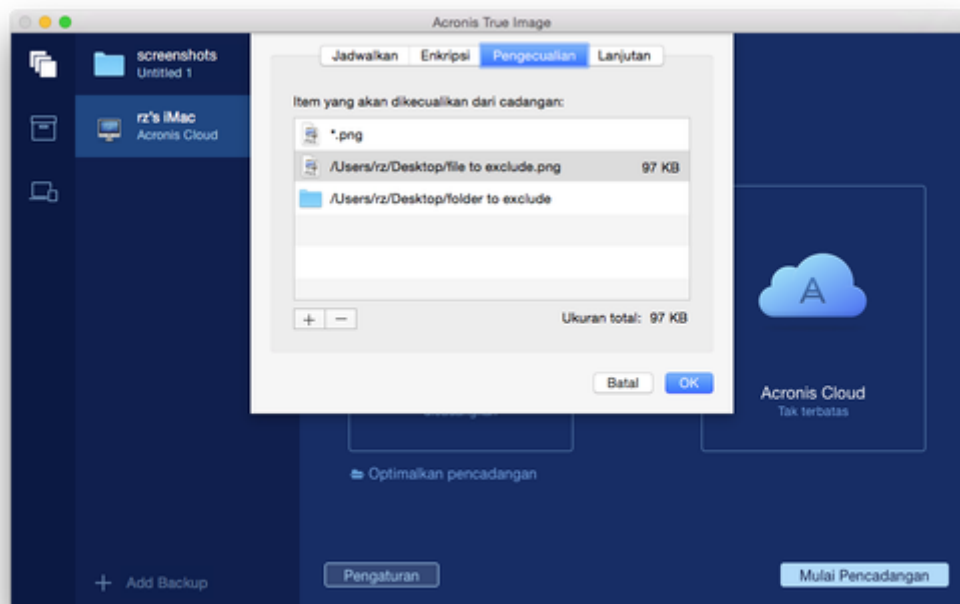 Acronis True Image
screenshots
Untitled 1
rz's iMac
Acronis Cloud
Jadwalkan Enkripsi Pengecualian Lanjutan
Item yang akan dikecualikan dari cadangan:
*.png
/Users/rz/Desktop/file to exclude.png 97 KB
/Users/rz/Desktop/folder to exclude
+ −
Ukuran total: 97 KB
Batal OK
Acronis Cloud
Tak terbatas
Optimalkan pencadangan
+ Add Backup
Pengaturan
Mulai Pencadangan